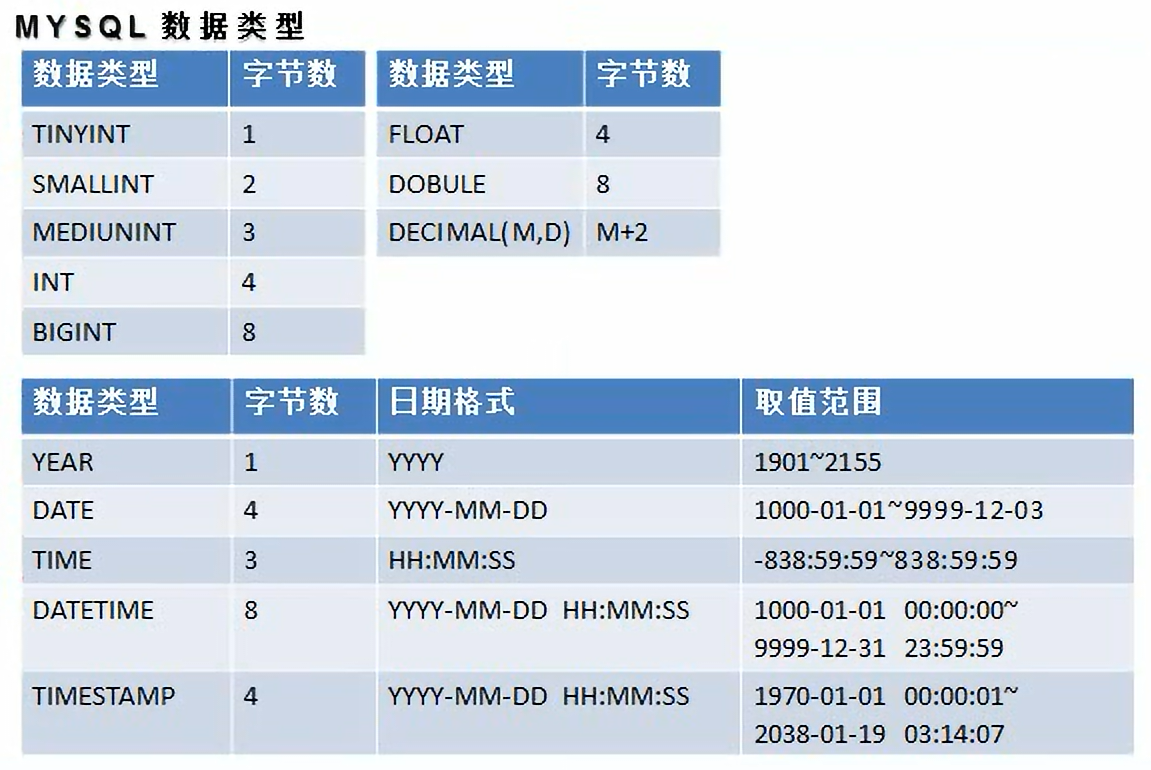 MYSQL 数据类型
数据类型 字节数
TINYINT 1
SMALLINT 2
MEDIUNINT 3
INT 4
BIGINT 8
数据类型 字节数
FLOAT 4
DOBULE 8
DECIMAL(M,D) M+2
数据类型 字节数 日期格式 取值范围
YEAR 1 YYYY 1901~2155
DATE 4 YYYY-MM-DD 1000-01-01~9999-12-03
TIME 3 HH:MM:SS -838:59:59~838:59:59
DATETIME 8 YYYY-MM-DD HH:MM:SS 1000-01-01 00:00:00~
9999-12-31 23:59:59
TIMESTAMP 4 YYYY-MM-DD HH:MM:SS 1970-01-01 00:00:01~
2038-01-19 03:14:07